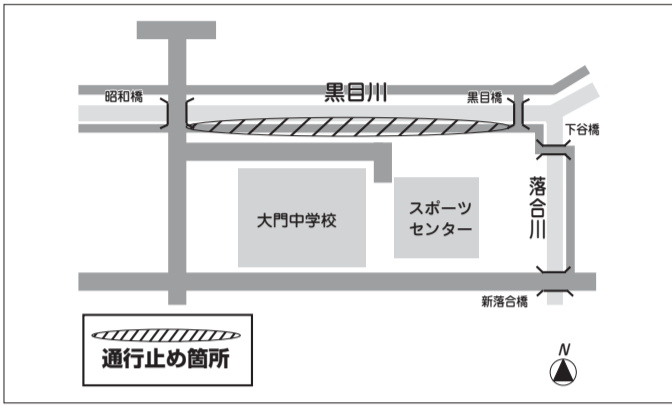 昭和橋
黒目川
黒目橋
下谷橋
大門中学校
スポーツ
センター
落合川
新落合橋
通行止め箇所
N